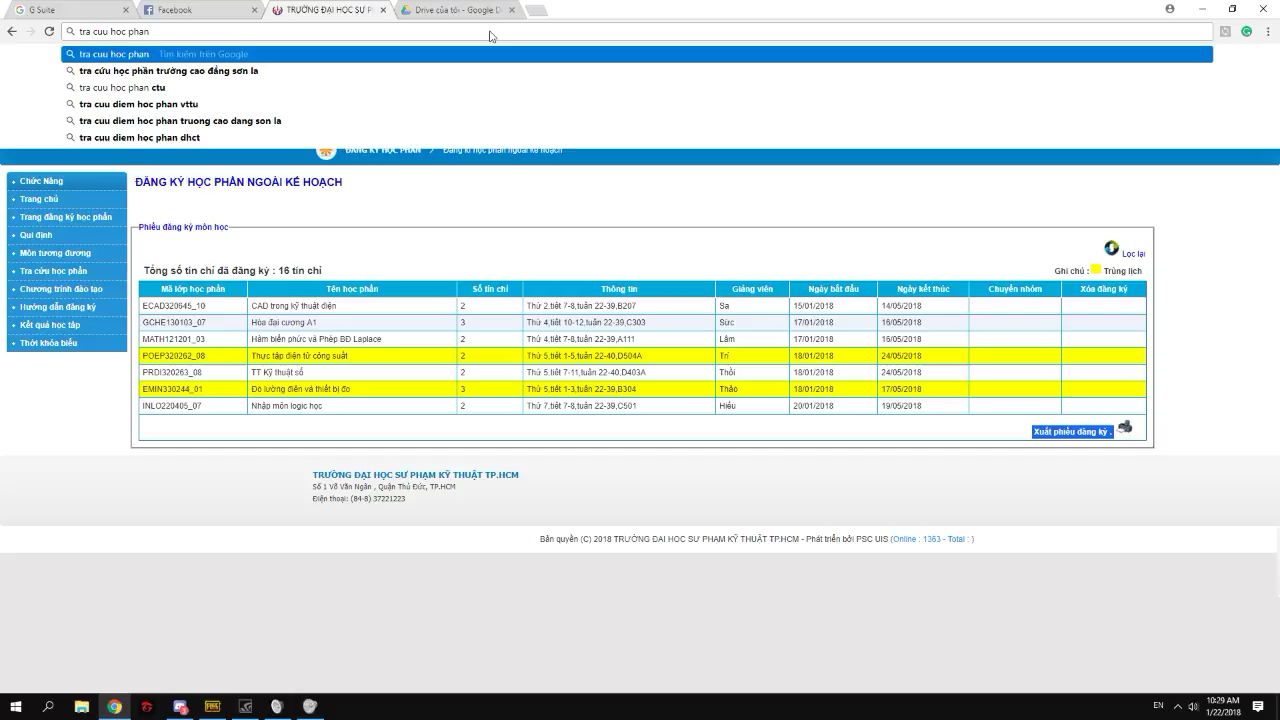 G Suite
Facebook
TRƯỜNG ĐẠI HỌC SƯ P
Drive của tôi - Google D
tra cuu hoc phan
tra cuu hoc phan Tìm kiếm trên Google
tra cứu học phần trường cao đẳng sơn la
tra cuu hoc phan ctu
tra cuu diem hoc phan vttu
tra cuu diem hoc phan truong cao dang son la
tra cuu diem hoc phan dhct
ĐĂNG KÝ HỌC PHẦN > Đăng kí học phần ngoài kế hoạch
Chức Năng
Trang chủ
Trang đăng ký học phần
Qui định
Môn tương đương
Tra cứu học phần
Chương trình đào tạo
Hướng dẫn đăng ký
Kết quả học tập
Thời khóa biểu
ĐĂNG KÝ HỌC PHẦN NGOÀI KẾ HOẠCH
Phiếu đăng ký môn học
Lọc lại
Tổng số tín chỉ đã đăng ký : 16 tín chỉ
Ghi chú : Trùng lịch
Mã lớp học phần Tên học phần Số tín chỉ Thông tin Giảng viên Ngày bắt đầu Ngày kết thúc Chuyển nhóm Xóa đăng ký
ECAD320645_10 CAD trong kỹ thuật điện 2 Thứ 2,tiết 7-8,tuần 22-39,B207 Sa 15/01/2018 14/05/2018
GCHE130103_07 Hóa đại cương A1 3 Thứ 4,tiết 10-12,tuần 22-39,C303 Sức 17/01/2018 16/05/2018
MATH121201_03 Hàm biến phức và Phép BĐ Laplace 2 Thứ 4,tiết 7-8,tuần 22-39,A111 Lâm 17/01/2018 16/05/2018
POEP320262_08 Thực tập điện tử công suất 2 Thứ 5,tiết 1-5,tuần 22-40,D504A Trí 18/01/2018 24/05/2018
PRDI320263_08 TT Kỹ thuật số 2 Thứ 5,tiết 7-11,tuần 22-40,D403A Thời 18/01/2018 24/05/2018
EMIN330244_01 Đo lường điện và thiết bị đo 3 Thứ 5,tiết 1-3,tuần 22-39,B304 Thảo 18/01/2018 17/05/2018
INLO220405_07 Nhập môn logic học 2 Thứ 7,tiết 7-8,tuần 22-39,C501 Hiếu 20/01/2018 19/05/2018
Xuất phiếu đăng ký .
TRƯỜNG ĐẠI HỌC SƯ PHẠM KỸ THUẬT TP.HCM
Số 1 Võ Văn Ngân , Quận Thủ Đức, TP.HCM
Điện thoại: (84-8) 37221223
Bản quyền (C) 2018 TRƯỜNG ĐẠI HỌC SƯ PHẠM KỸ THUẬT TP.HCM - Phát triển bởi PSC UIS (Online : 1363 - Total : )
EN
10:29 AM
1/22/2018